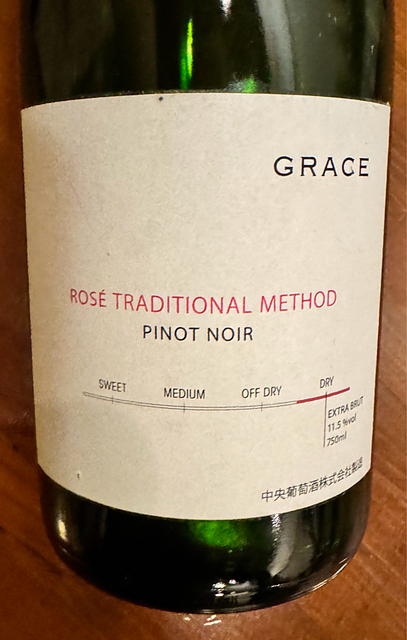 GRACE
ROSÉ TRADITIONAL METHOD
PINOT NOIR
SWEET MEDIUM OFF DRY DRY
EXTRA BRUT
11.5 %vol
750ml
中央葡萄酒株式会社製造